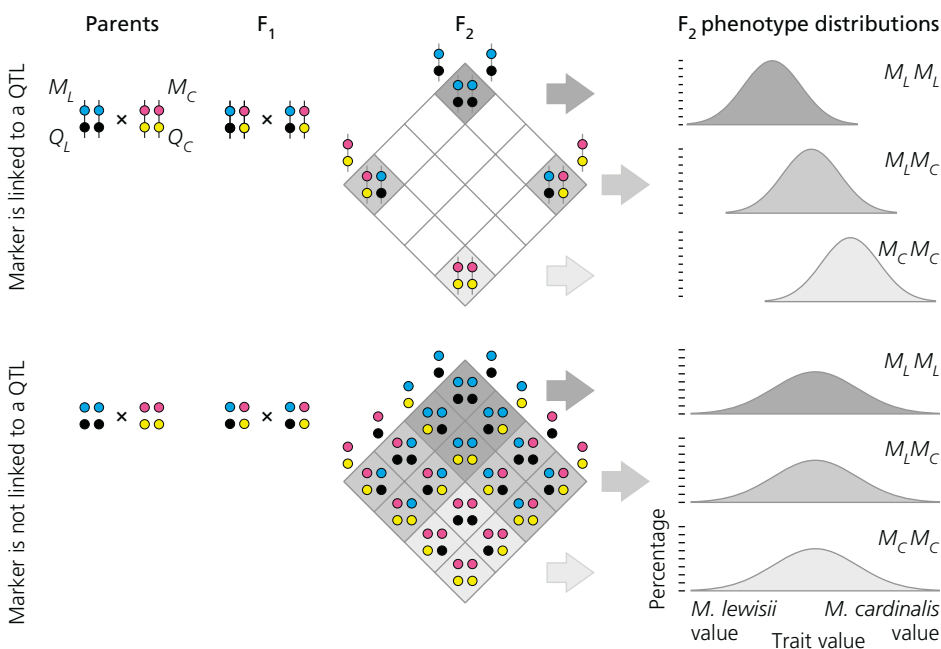 Parents
F1
F2
F2 phenotype distributions
Marker is linked to a QTL
ML
MC
QL
QC
×
×
MLML
MLMC
MCMC
Marker is not linked to a QTL
×
×
MLML
MLMC
MCMC
Percentage
M. lewisii
value
Trait value
M. cardinalis
value